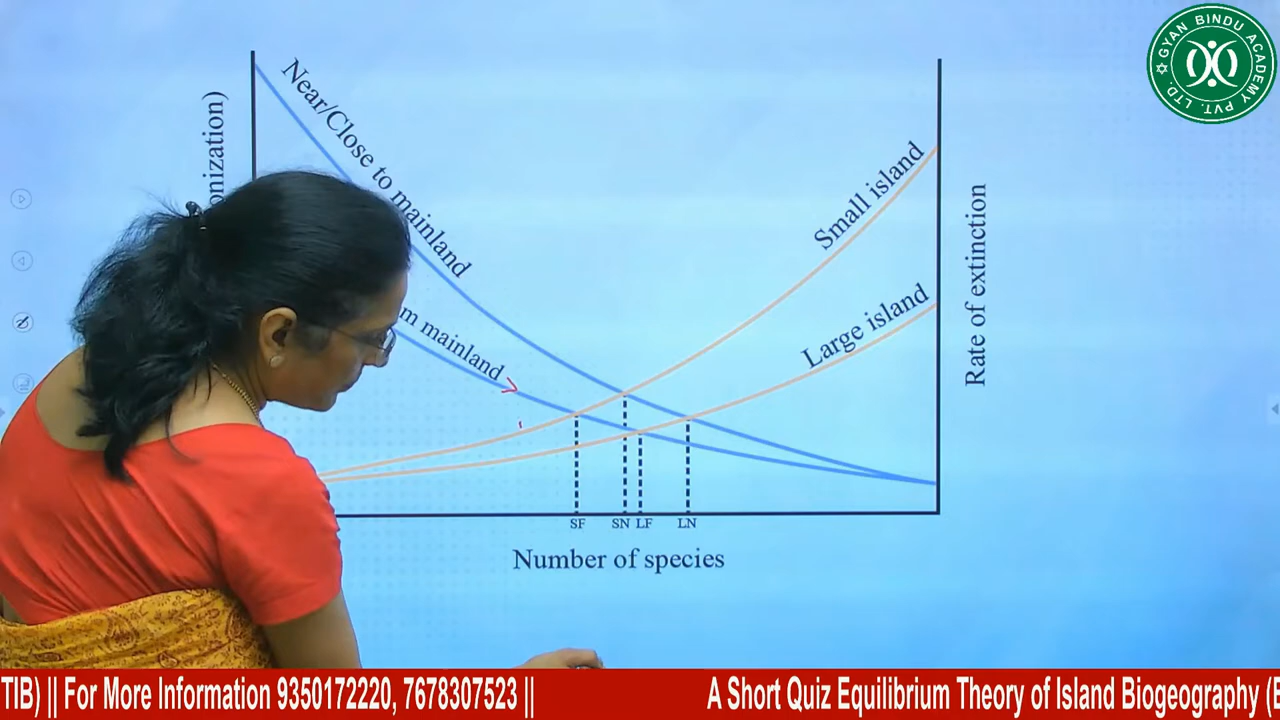 GYAN BINDU ACADEMY PVT. LTD.
Near/Close to mainland
onization)
m mainland
Small island
Large island
Rate of extinction
SF SN LF LN
Number of species
TIB) || For More Information 9350172220, 7678307523 || A Short Quiz Equilibrium Theory of Island Biogeography (E